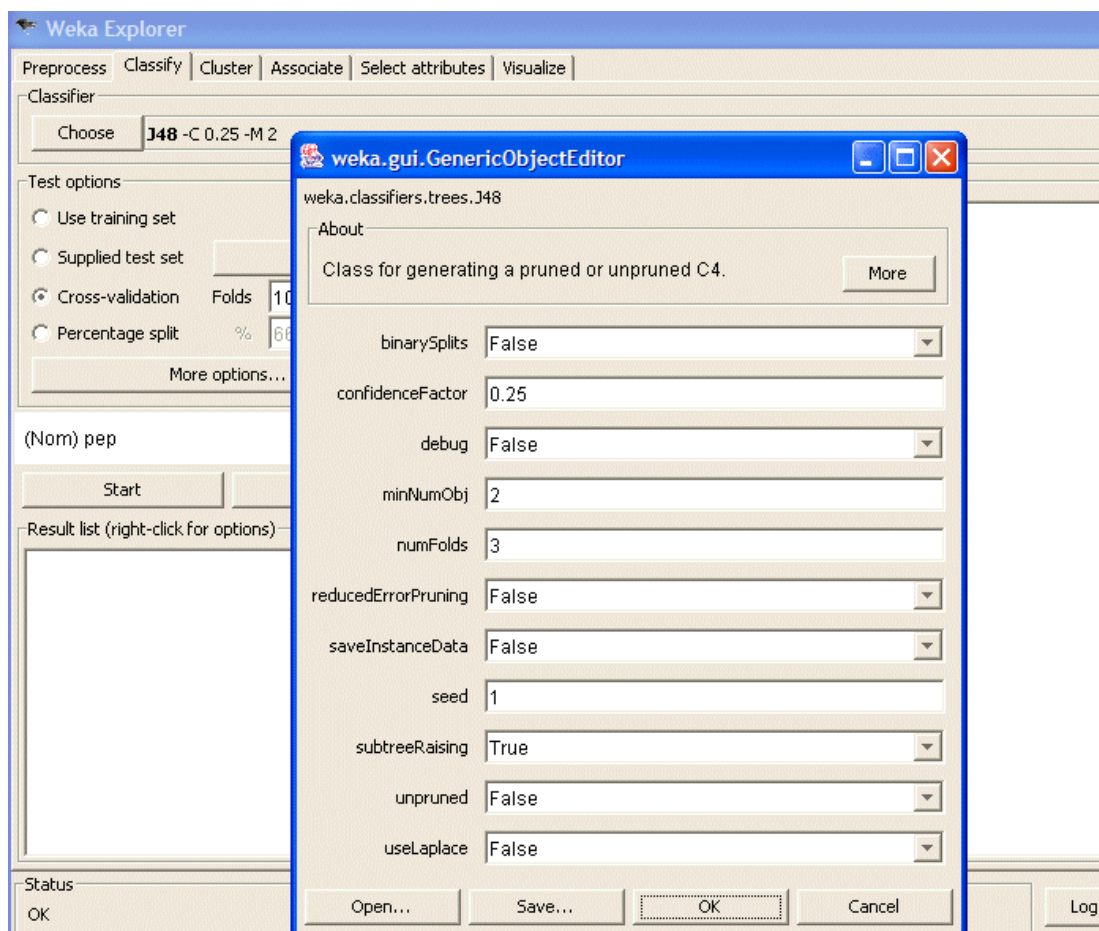 Weka Explorer
Preprocess Classify Cluster Associate Select attributes Visualize
Classifier
Choose J48 -C 0.25 -M 2
Test options
Use training set
Supplied test set
Cross-validation Folds 10
Percentage split % 66
More options...
(Nom) pep
Start
Result list (right-click for options)
Status
OK
Log
weka.gui.GenericObjectEditor
weka.classifiers.trees.J48
About
Class for generating a pruned or unpruned C4.
More
binarySplits False
confidenceFactor 0.25
debug False
minNumObj 2
numFolds 3
reducedErrorPruning False
saveInstanceData False
seed 1
subtreeRaising True
unpruned False
useLaplace False
Open... Save... OK Cancel